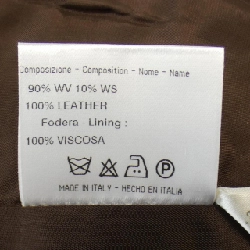 Composizione - Composition - Nome - Name
90% WV 10% WS
100% LEATHER
Fodera - Lining :
100% VISCOSA
MADE IN ITALY - HECHO EN ITALIA